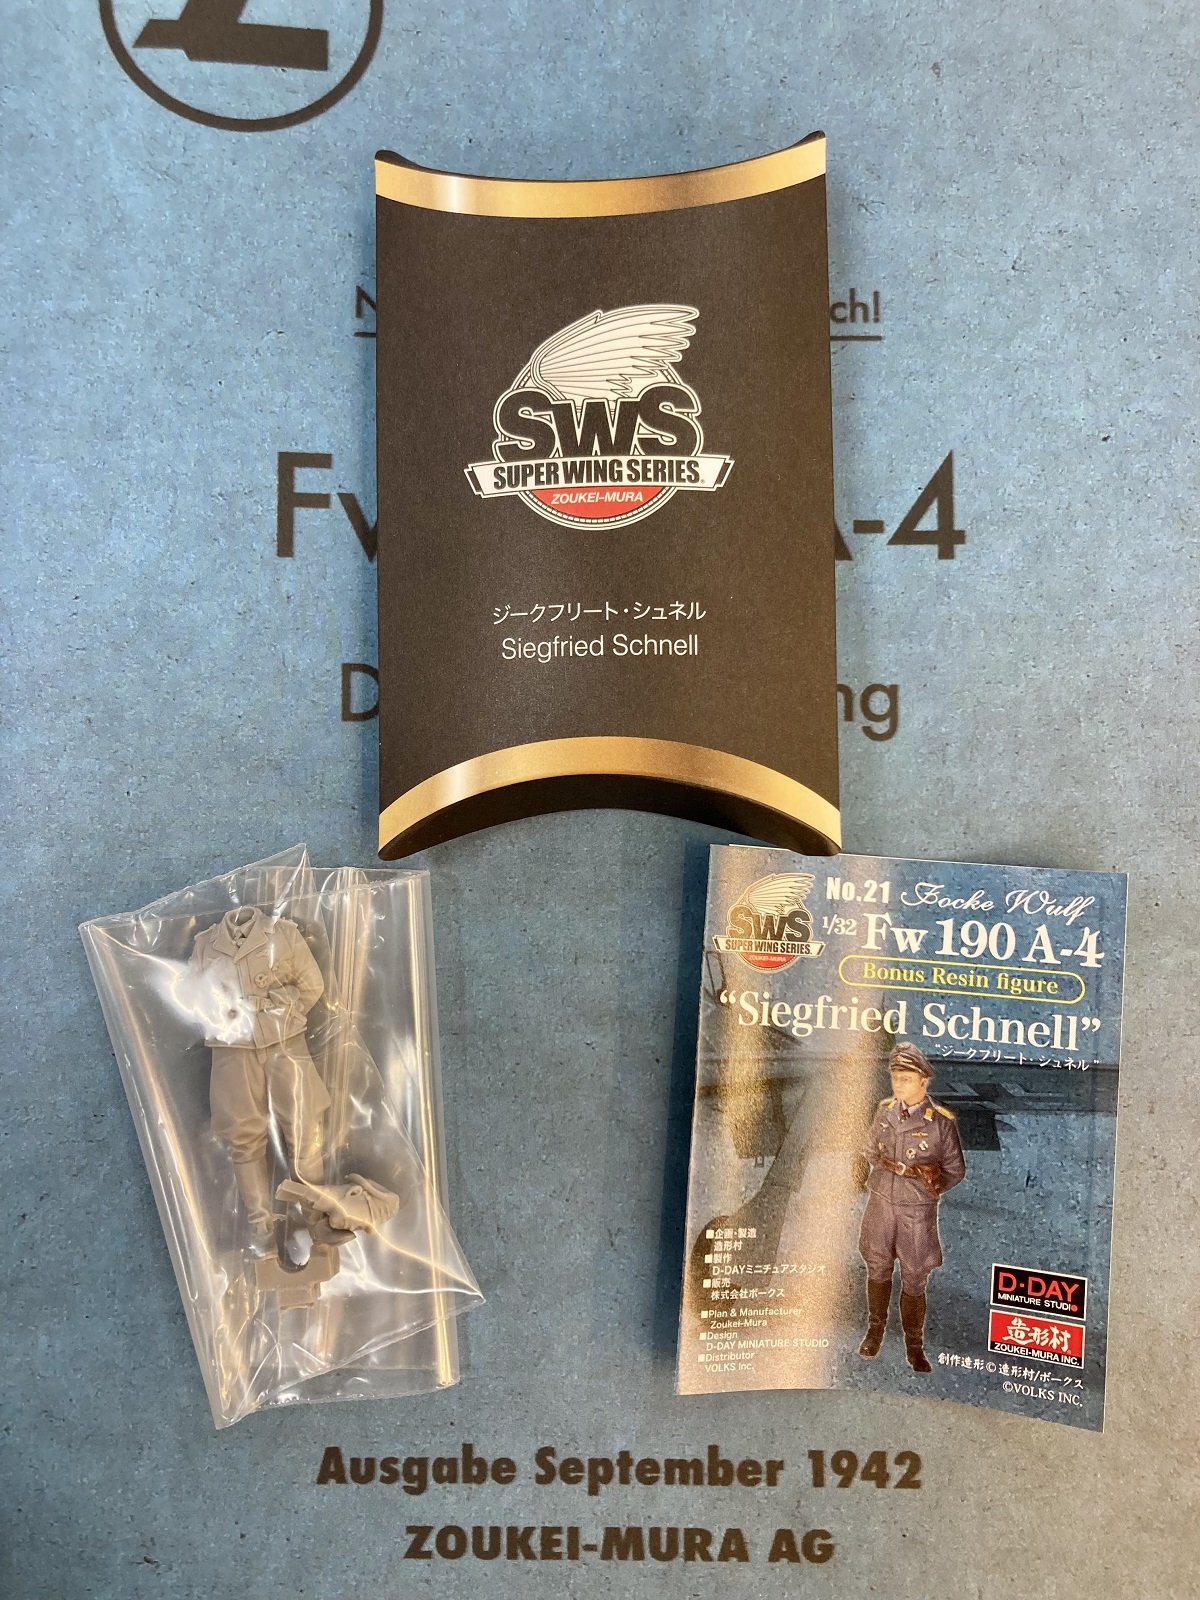 ch!
Fw
A-4
D
ng
SWS
SUPER WING SERIES®
ZOUKEI-MURA
ジークフリート・シュネル
Siegfried Schnell
SWS
SUPER WING SERIES
ZOUKEI-MURA
No.21 Focke Wulf
1/32 Fw 190 A-4
Bonus Resin figure
"Siegfried Schnell"
"ジークフリート・シュネル"
■企画・製造
造形村
■製作
D-DAYミニチュアスタジオ
■販売
株式会社ボークス
■Plan & Manufacturer
Zoukei-Mura
■Design
D-DAY MINIATURE STUDIO
■Distributor
VOLKS Inc.
D-DAY
MINIATURE STUDIO
造形村
ZOUKEI-MURA INC.
創作造形©造形村/ボークス
©VOLKS INC.
Ausgabe September 1942
ZOUKEI-MURA AG